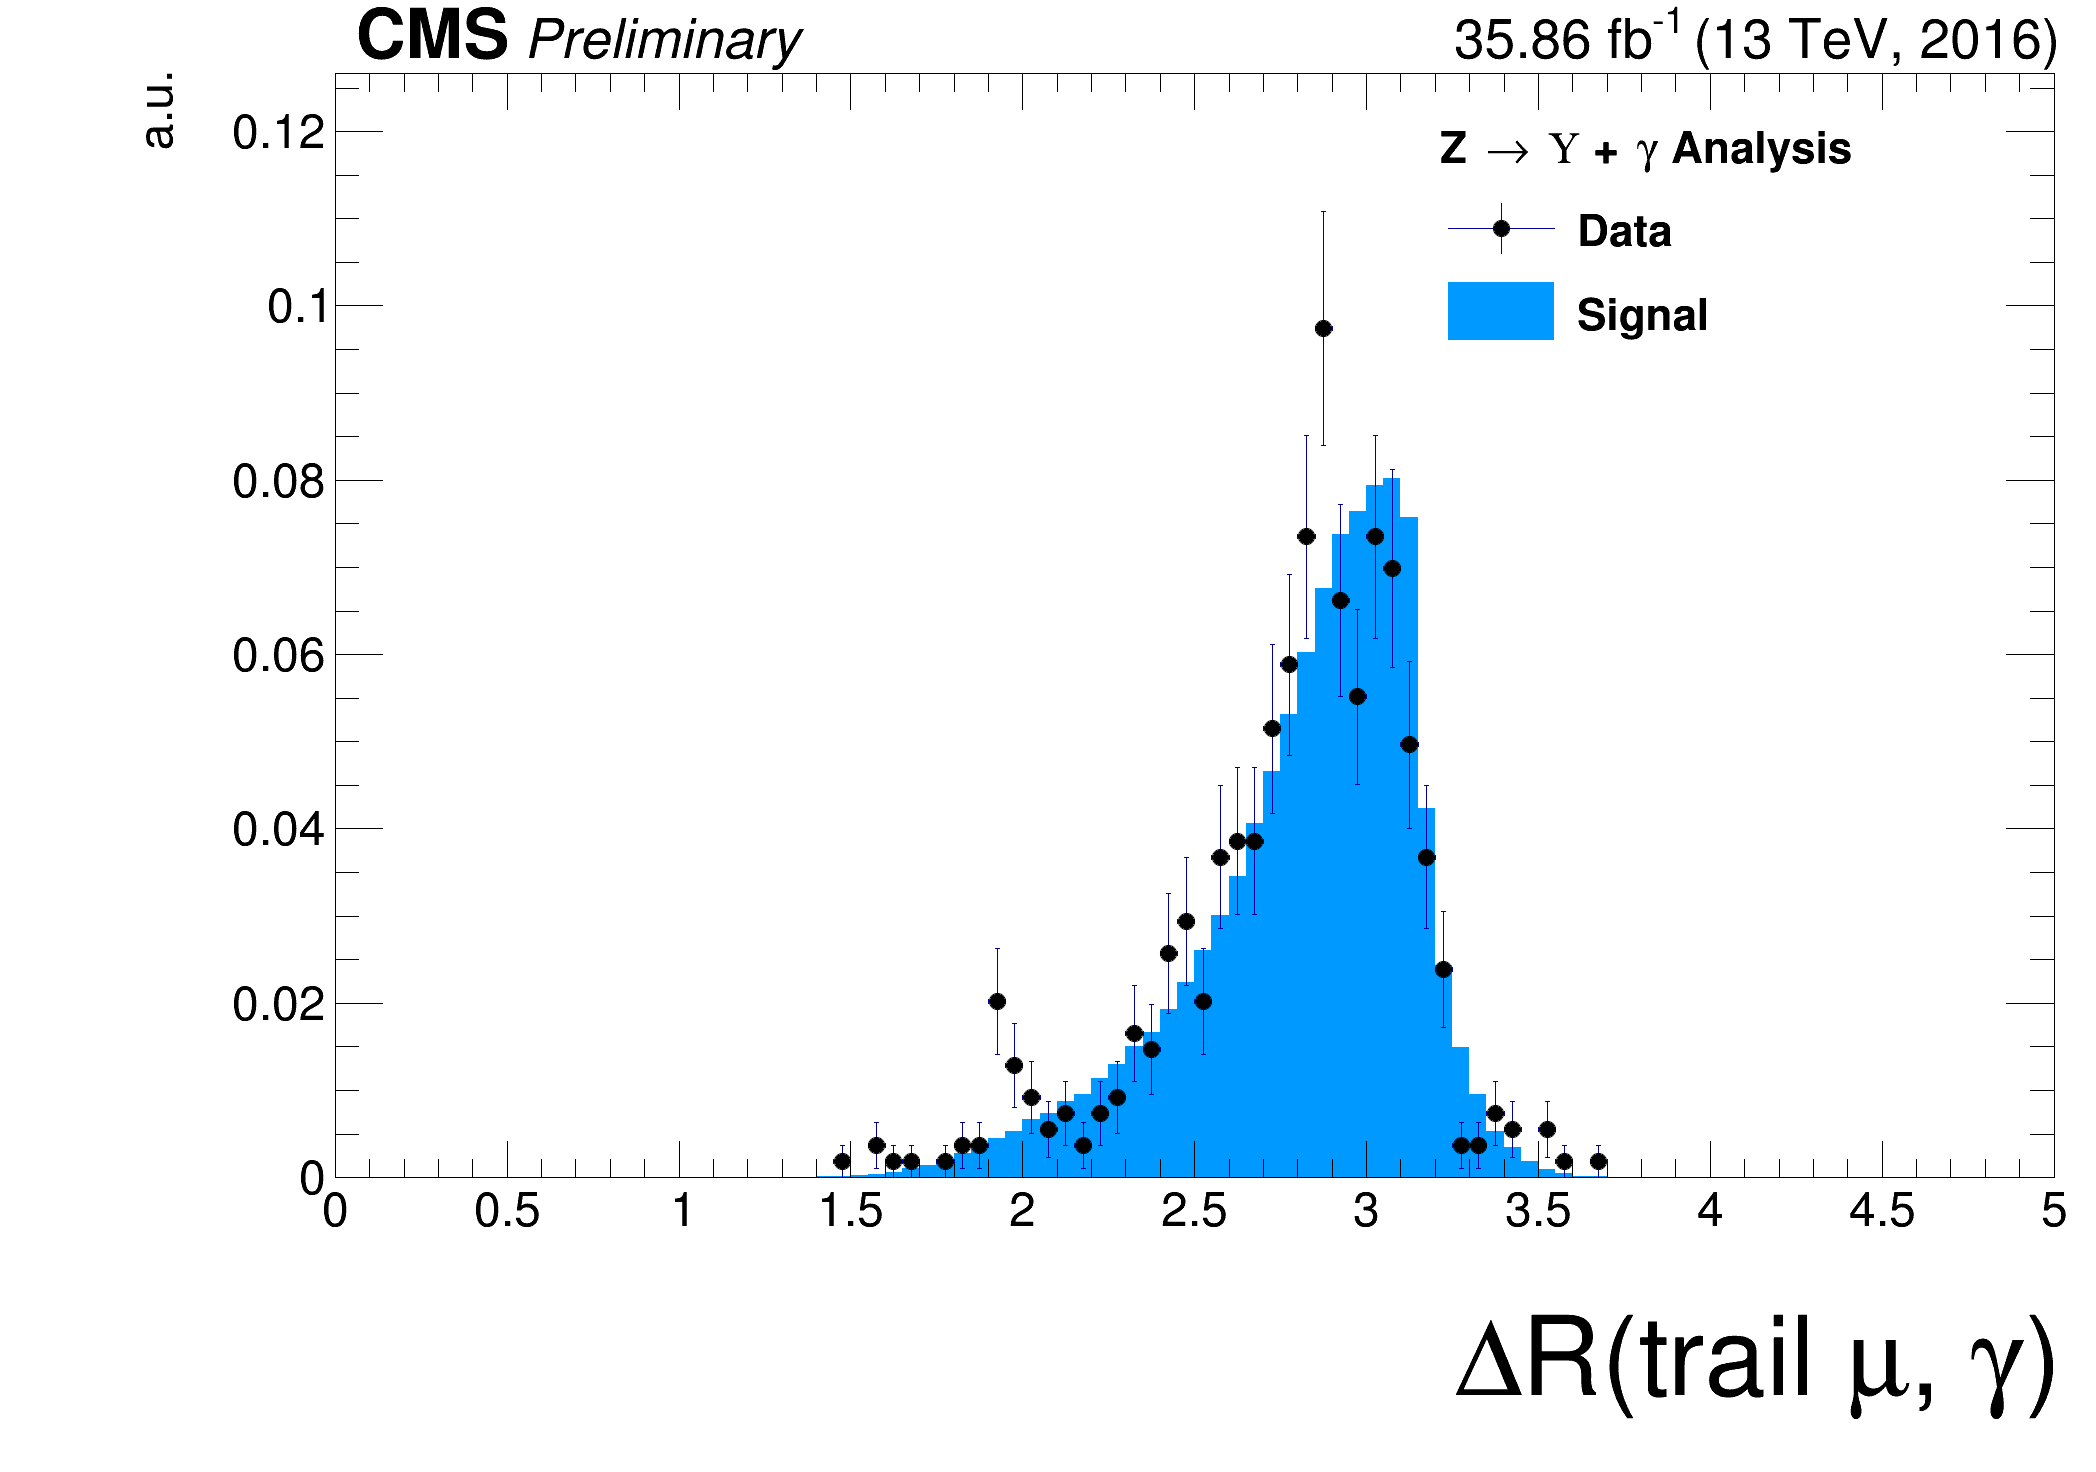 CMS Preliminary
35.86 fb⁻¹ (13 TeV, 2016)
a.u.
Z → Υ + γ Analysis
Data
Signal
0.12
0.1
0.08
0.06
0.04
0.02
0
0 0.5 1 1.5 2 2.5 3 3.5 4 4.5 5
ΔR(trail μ, γ)